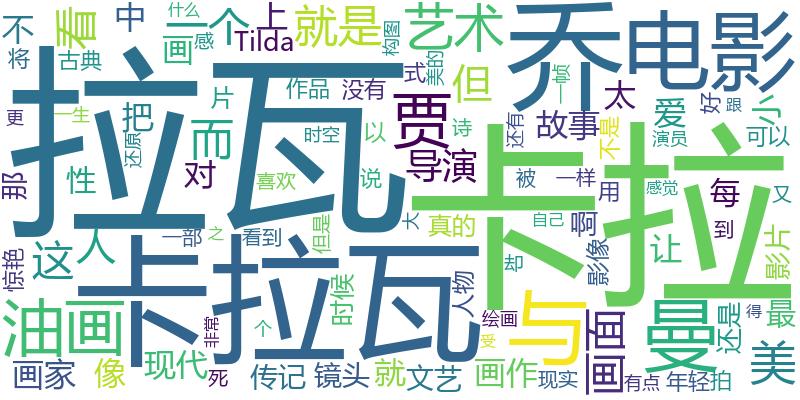 不 看 中 一个 上 就是 艺术 乔 电影
将 什么 感 画 Tilda 构图 美的 一帧
古典 片 作品 没有 式 但 太 爱 好 跟
更 一生 把 拉瓦 贾 诗 还有 故事 不是 小
还原 而 时空 以 导演 演员 可以
那 性 对 喜欢 说 被 一样 用 感觉 每 又
卡拉
这 人 一部 看到 但是 大 真的 自己 啊 到
惊艳 之 卡拉瓦 却 影像 让 影片
油画 时候 人物 与 画面 曼 还是 最
非常 个 绘画 受 得
画家 像 现代 死 传记 镜头 就 文艺 画作 现实 有点 年轻 拍 美